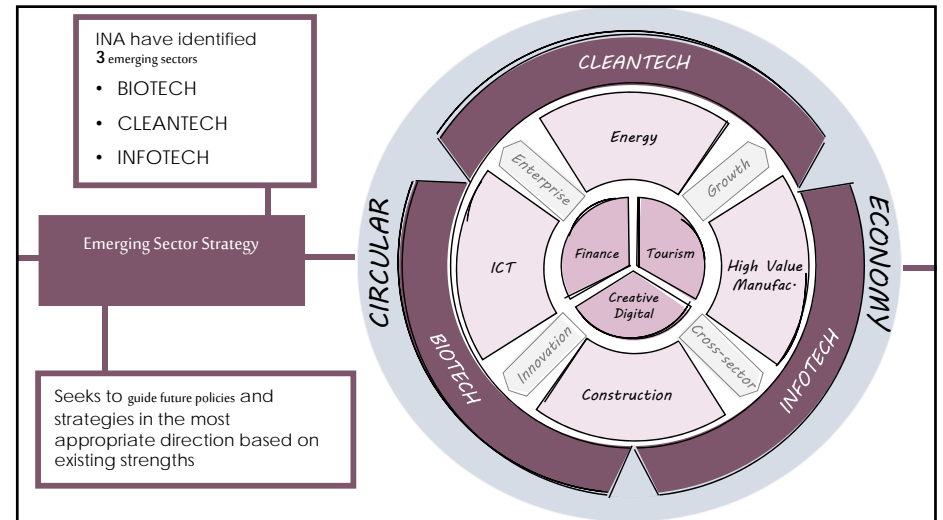 INA have identified
3 emerging sectors
• BIOTECH
• CLEANTECH
• INFOTECH
Emerging Sector Strategy
Seeks to guide future policies and
strategies in the most
appropriate direction based on
existing strengths
CIRCULAR
ECONOMY
CLEANTECH
BIOTECH
INFOTECH
Energy
Enterprise
Growth
ICT
High Value
Manufac.
Finance
Tourism
Creative
Digital
Innovation
Cross-sector
Construction